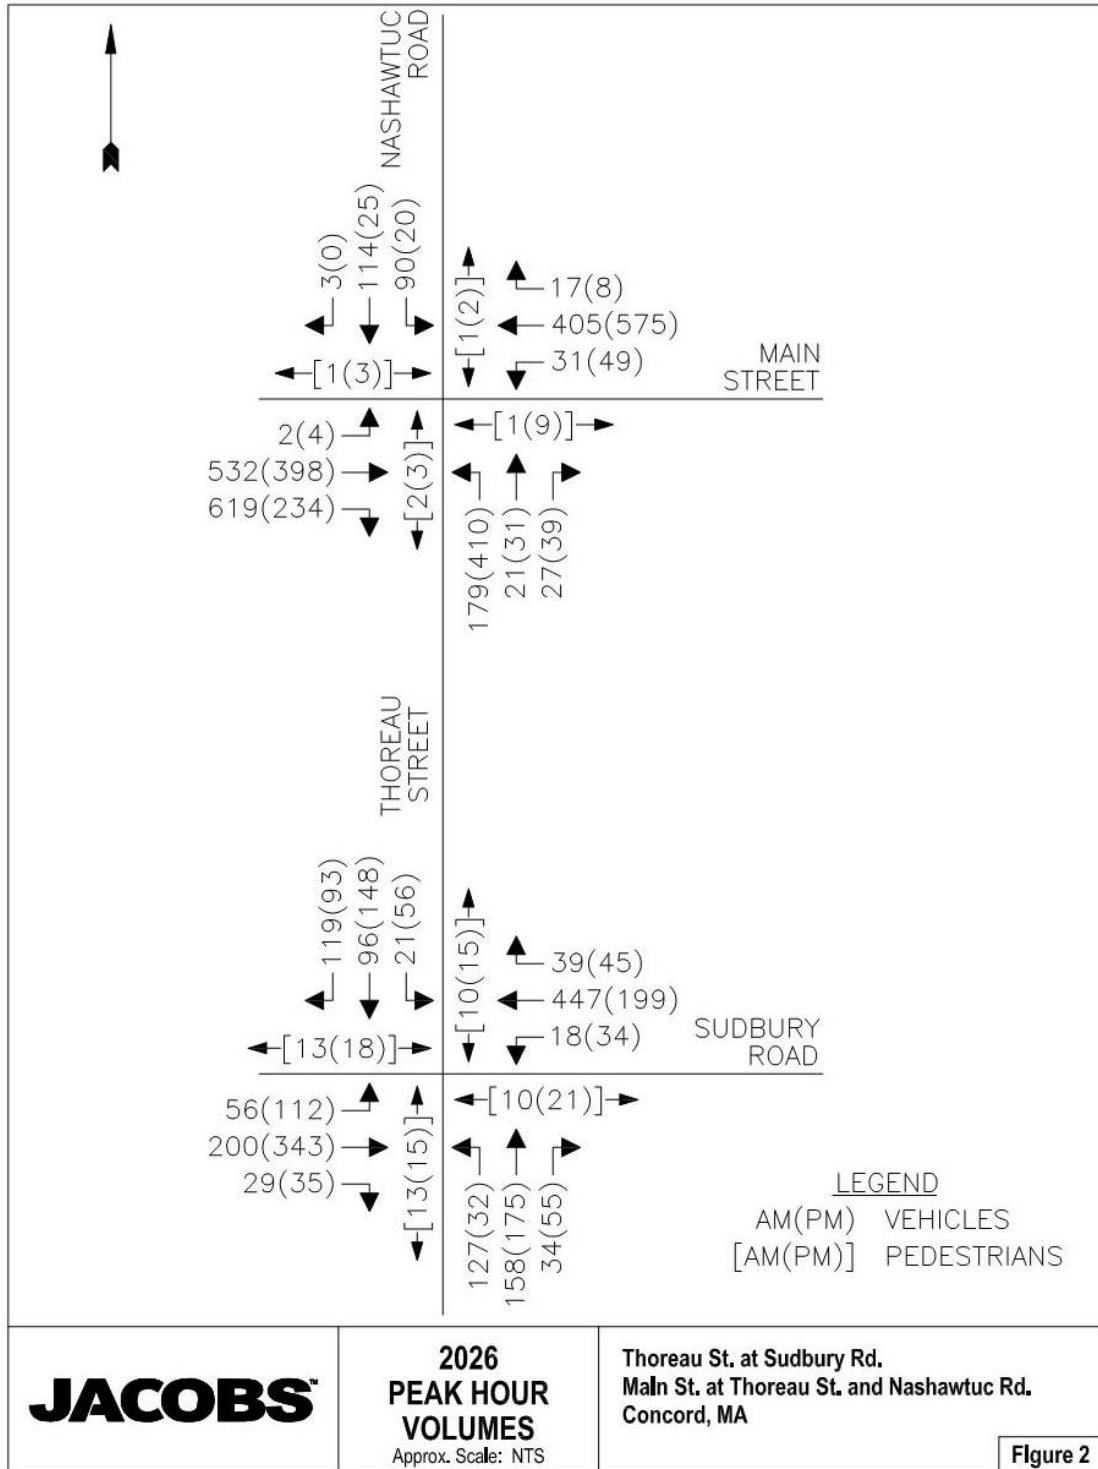 NASHAWTUC
ROAD
3(0)
114(25)
90(20)
[1(2)]
17(8)
405(575)
31(49)
MAIN
STREET
[1(3)]
2(4)
532(398)
619(234)
[2(3)]
[1(9)]
179(410)
21(31)
27(39)
THOREAU
STREET
119(93)
96(148)
21(56)
[10(15)]
39(45)
447(199)
18(34)
SUDBURY
ROAD
[13(18)]
56(112)
200(343)
29(35)
[13(15)]
[10(21)]
127(32)
158(175)
34(55)
LEGEND
AM(PM) VEHICLES
[AM(PM)] PEDESTRIANS
JACOBS™
2026
PEAK HOUR
VOLUMES
Approx. Scale: NTS
Thoreau St. at Sudbury Rd.
Main St. at Thoreau St. and Nashawtuc Rd.
Concord, MA
Figure 2